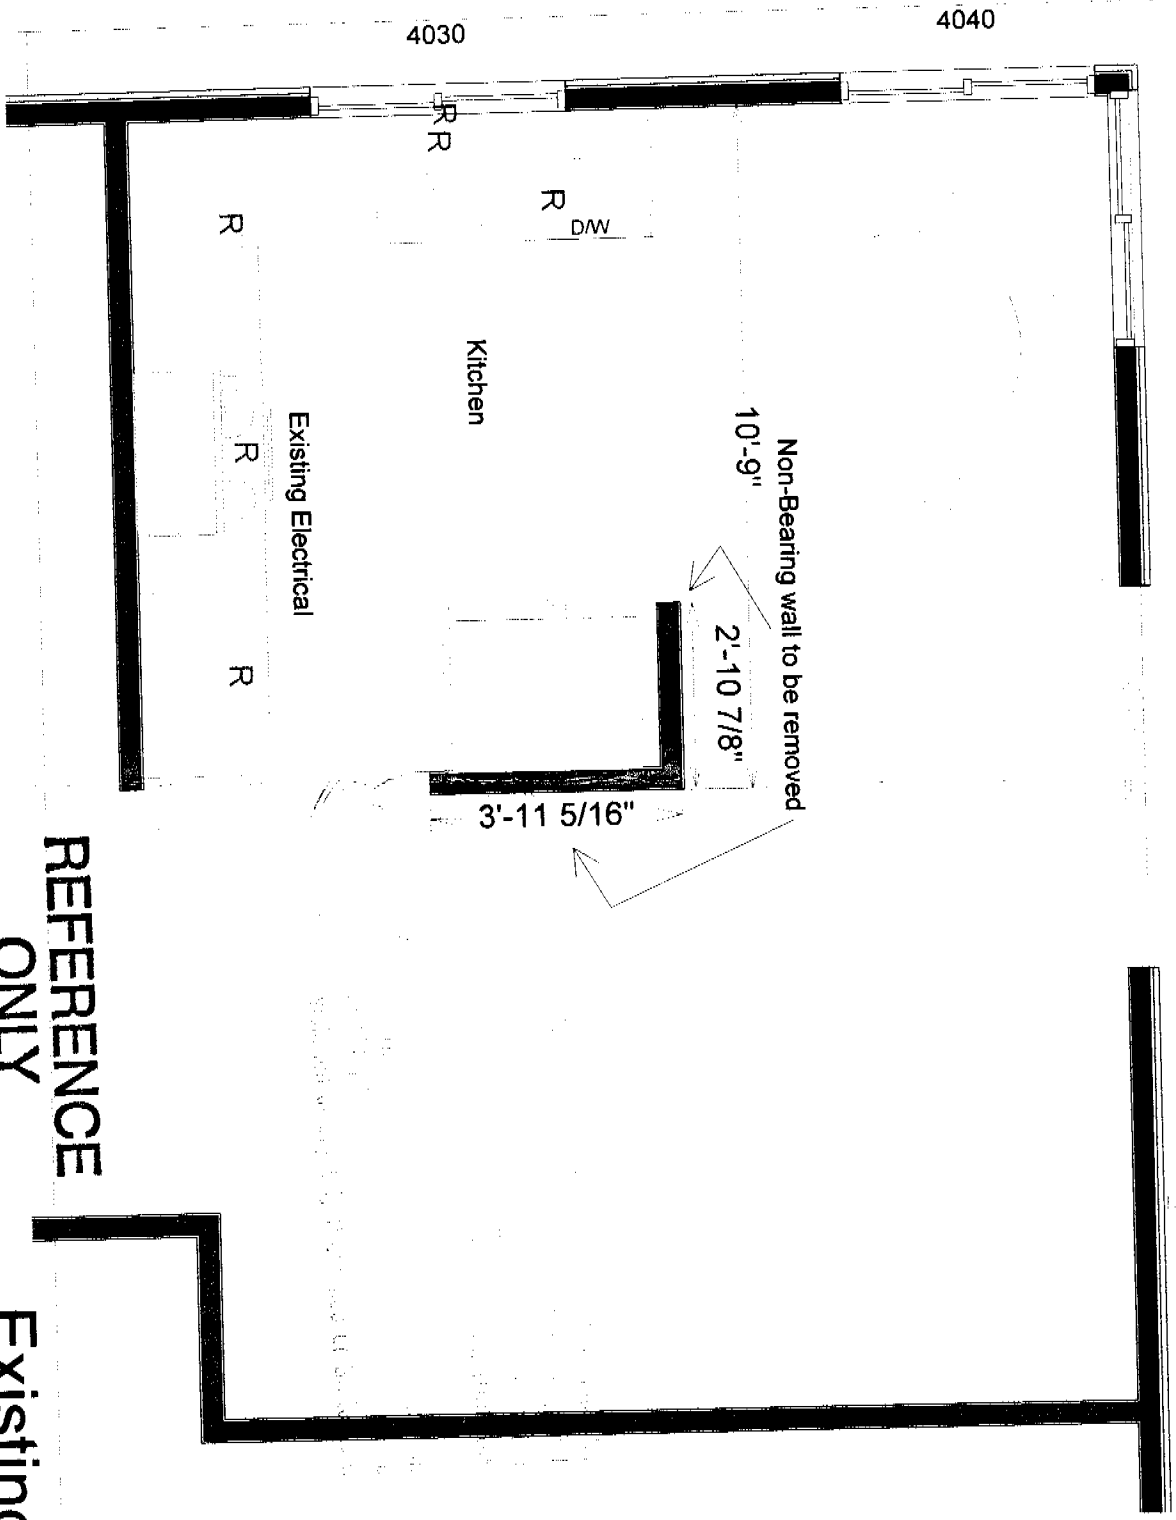 4030
4040
R
R
R
R
D/W
Kitchen
10'-9"
Non-Bearing wall to be removed
Existing Electrical
R
2'-10 7/8"
R
3'-11 5/16"
REFERENCE
ONLY
Existing